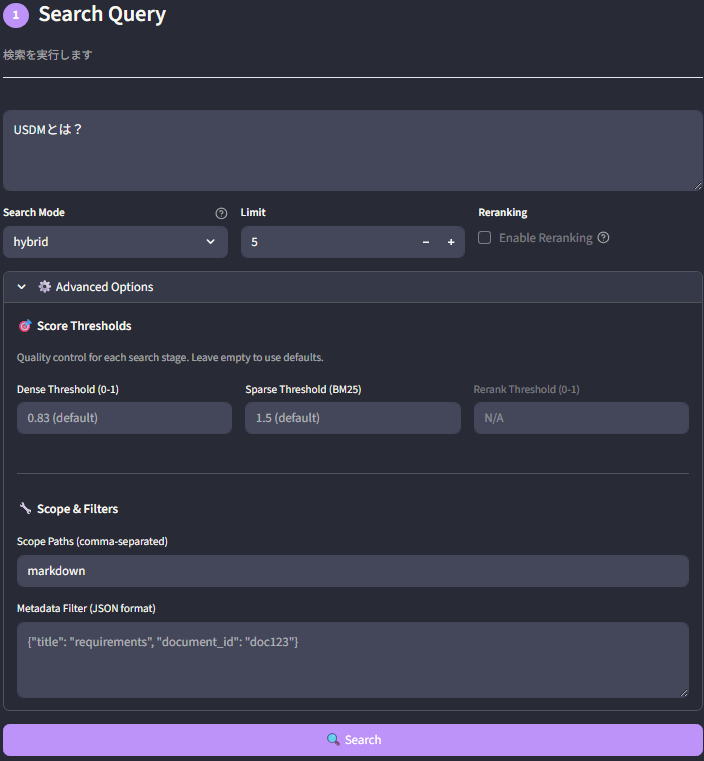 1 Search Query
検索を実行します
USDMとは？
Search Mode
Limit
Reranking
hybrid
5
Enable Reranking
Advanced Options
Score Thresholds
Quality control for each search stage. Leave empty to use defaults.
Dense Threshold (0-1)
Sparse Threshold (BM25)
Rerank Threshold (0-1)
0.83 (default)
1.5 (default)
N/A
Scope & Filters
Scope Paths (comma-separated)
markdown
Metadata Filter (JSON format)
{"title": "requirements", "document_id": "doc123"}
Search